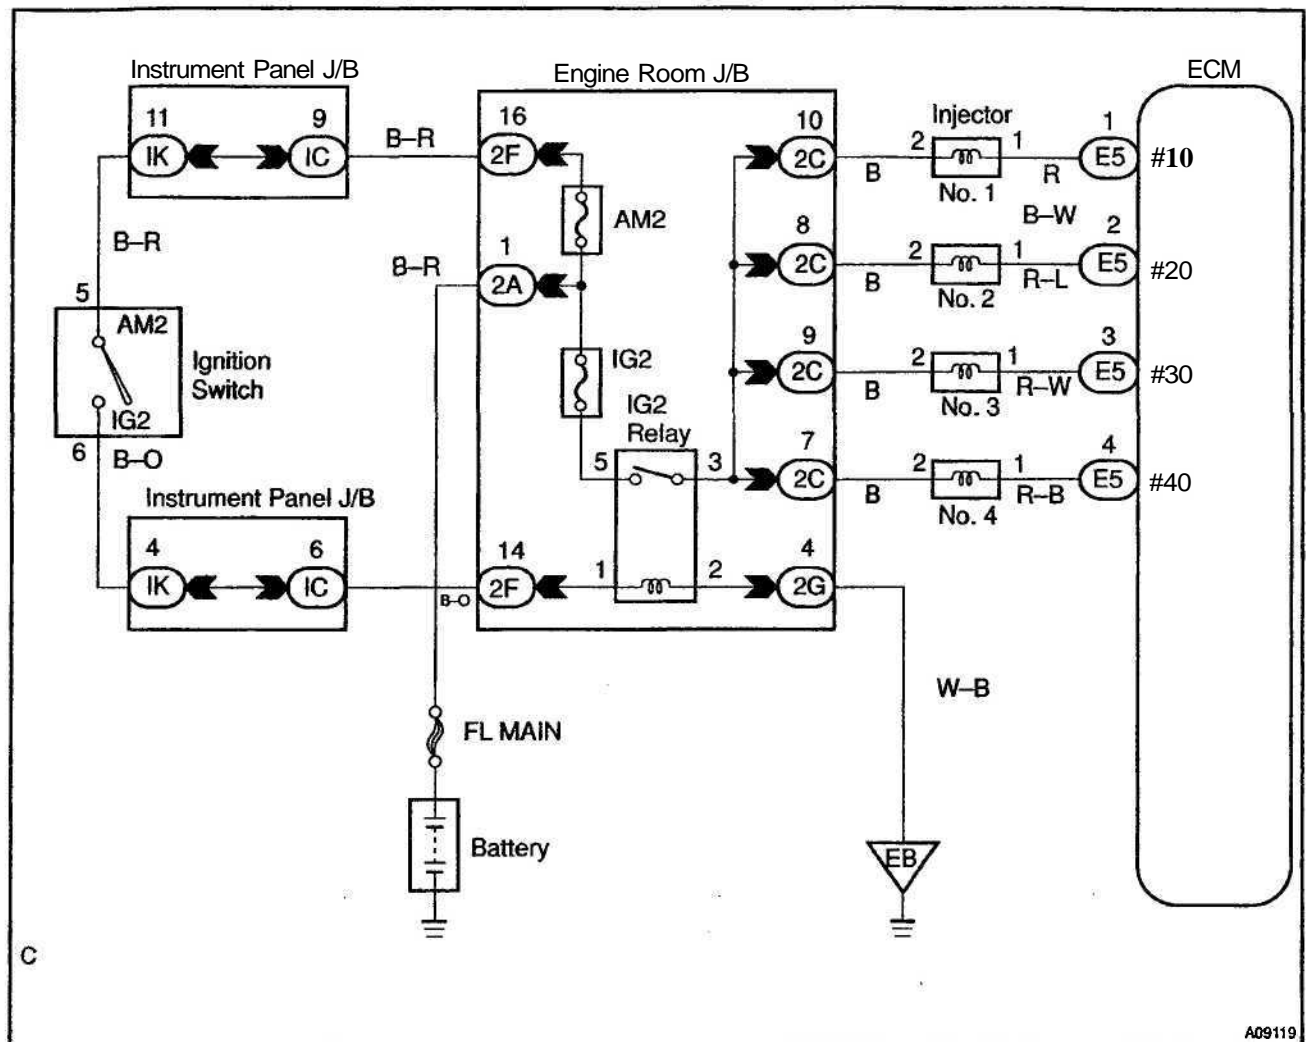 Instrument Panel J/B
Engine Room J/B
ECM
11
9
B–R
16
10
Injector
1
IK
IC
2F
2C
B
2
1
R
E5
#10
No. 1
B–W
AM2
B–R
B–R
1
2A
8
2C
B
2
1
R–L
2
E5
#20
No. 2
5
AM2
Ignition
Switch
IG2
6
B–O
IG2
IG2
Relay
9
2C
B
2
1
R–W
3
E5
#30
No. 3
5
3
7
2C
B
2
1
R–B
4
E5
#40
No. 4
Instrument Panel J/B
4
6
14
4
IK
IC
B–O
2F
1
2
2G
W–B
FL MAIN
Battery
EB
C
A09119